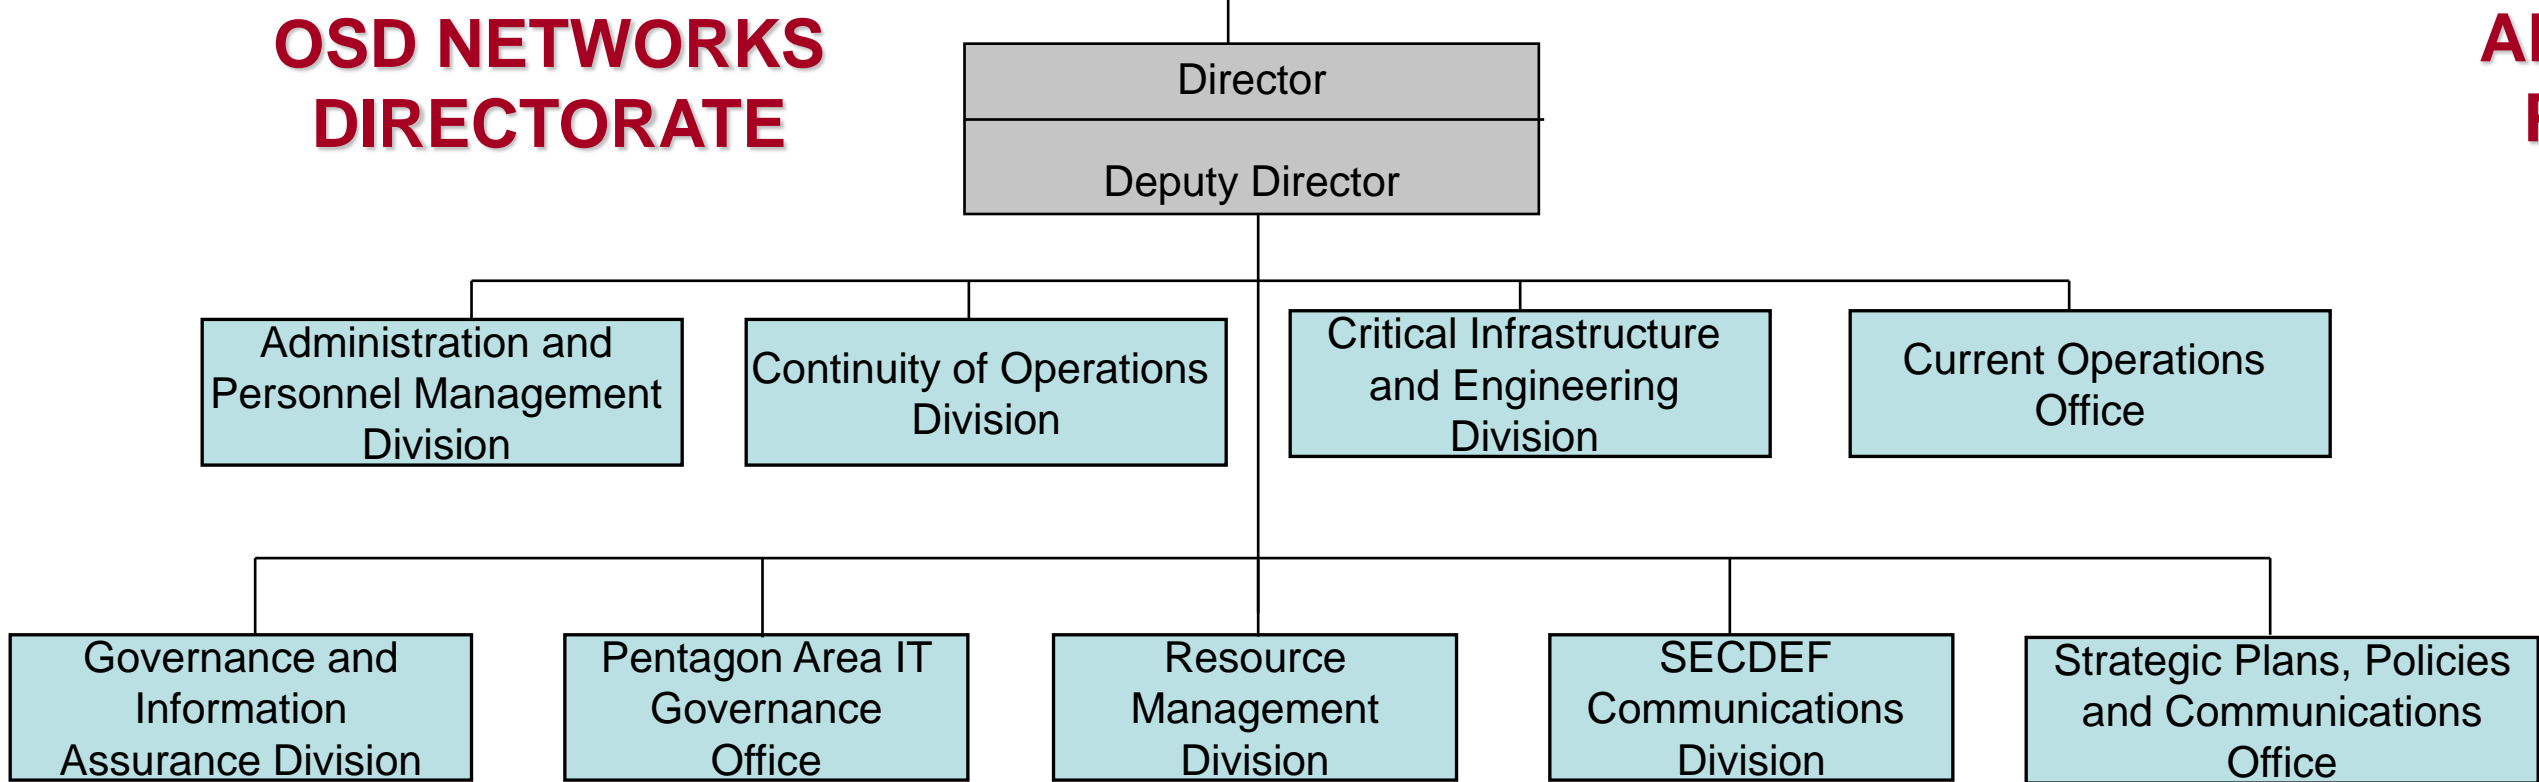 OSD NETWORKS
DIRECTORATE
Director
Deputy Director
Administration and
Personnel Management
Division
Continuity of Operations
Division
Critical Infrastructure
and Engineering
Division
Current Operations
Office
Governance and
Information
Assurance Division
Pentagon Area IT
Governance
Office
Resource
Management
Division
SECDEF
Communications
Division
Strategic Plans, Policies
and Communications
Office